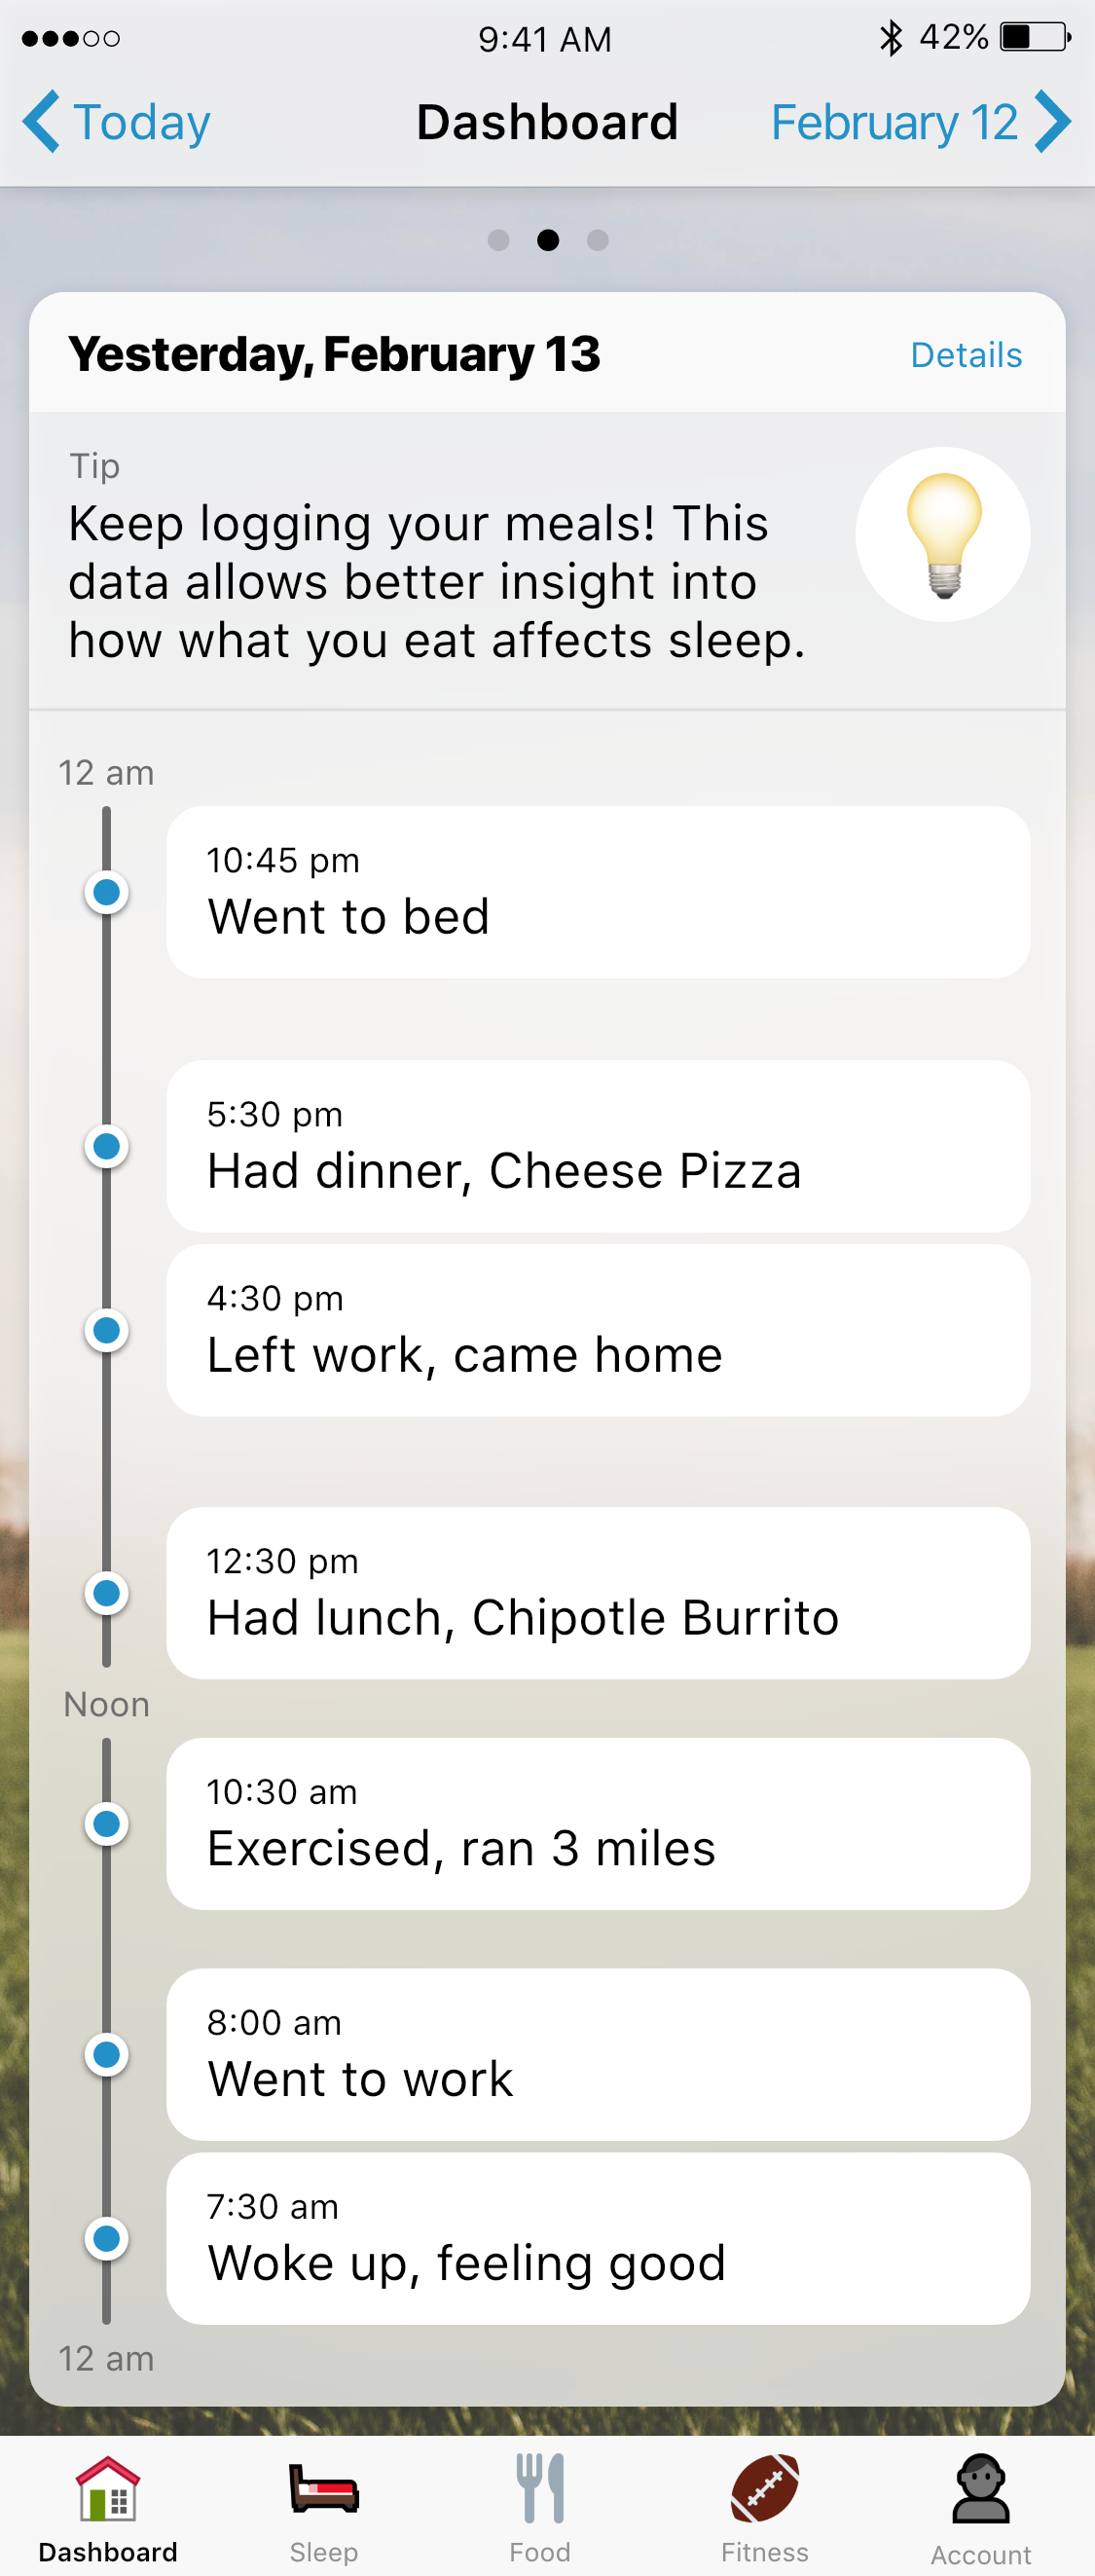 9:41 AM
42%
Today
Dashboard
February 12
Yesterday, February 13
Details
Tip
Keep logging your meals! This
data allows better insight into
how what you eat affects sleep.
12 am
10:45 pm
Went to bed
5:30 pm
Had dinner, Cheese Pizza
4:30 pm
Left work, came home
12:30 pm
Had lunch, Chipotle Burrito
Noon
10:30 am
Exercised, ran 3 miles
8:00 am
Went to work
7:30 am
Woke up, feeling good
12 am
Dashboard
Sleep
Food
Fitness
Account